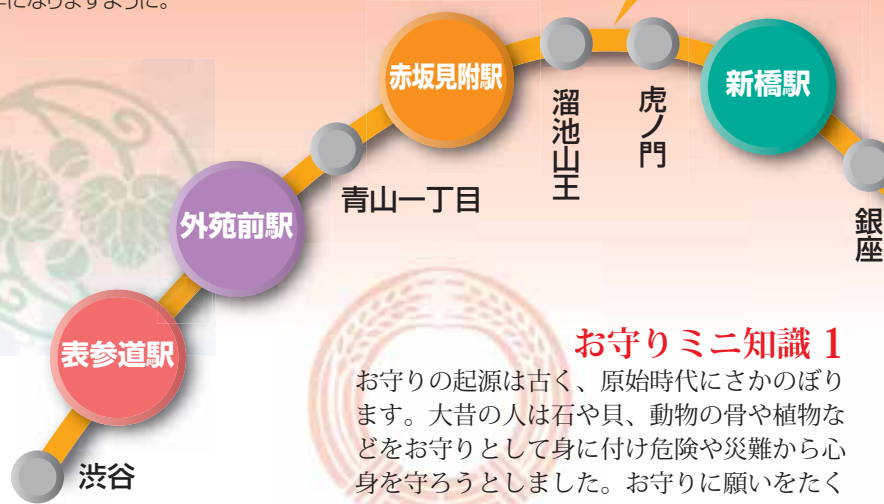 になりますように。
赤坂見附駅
溜池山王
虎ノ門
新橋駅
銀座
青山一丁目
外苑前駅
表参道駅
渋谷
お守りミニ知識 1
お守りの起源は古く、原始時代にさかのぼり
ます。大昔の人は石や貝、動物の骨や植物な
どをお守りとして身に付け危険や災難から心
身を守ろうとしました。お守りに願いをたく